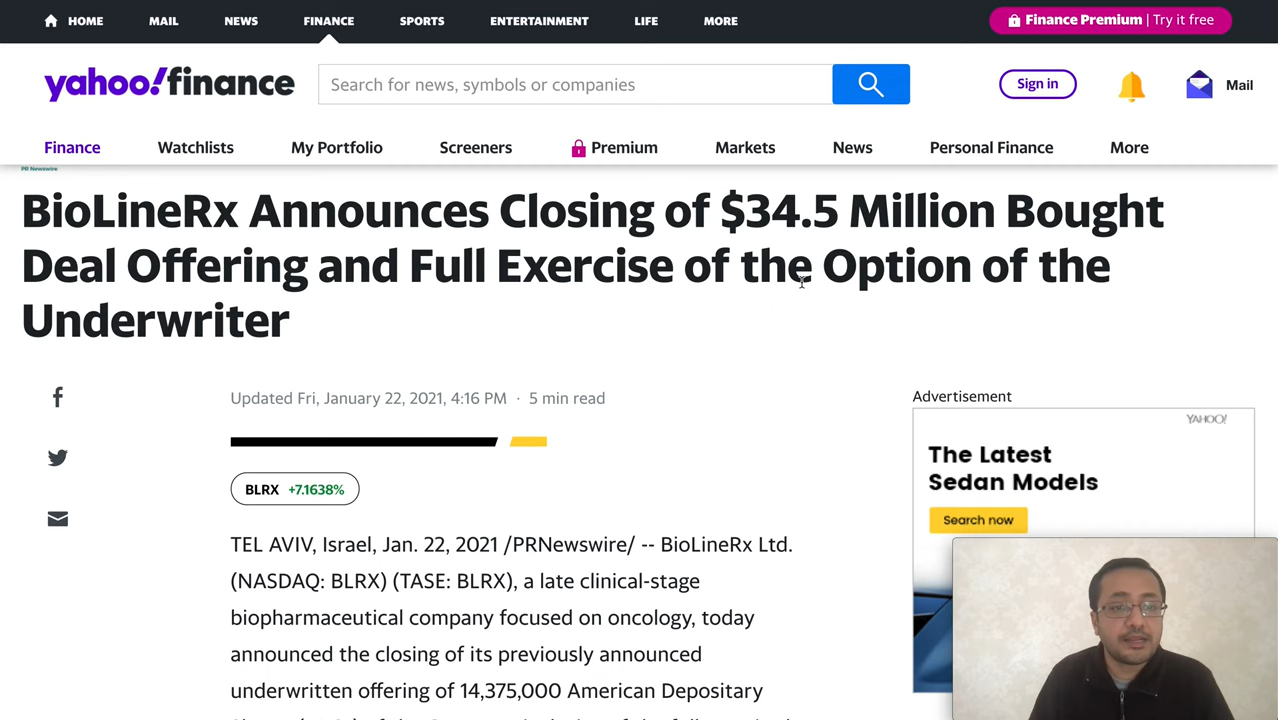 HOME MAIL NEWS FINANCE SPORTS ENTERTAINMENT LIFE MORE Finance Premium | Try it free
yahoo!finance Search for news, symbols or companies Sign in Mail
Finance Watchlists My Portfolio Screeners Premium Markets News Personal Finance More
PR Newswire
BioLineRx Announces Closing of $34.5 Million Bought
Deal Offering and Full Exercise of the Option of the
Underwriter
Updated Fri, January 22, 2021, 4:16 PM · 5 min read
BLRX +7.1638%
TEL AVIV, Israel, Jan. 22, 2021 /PRNewswire/ -- BioLineRx Ltd.
(NASDAQ: BLRX) (TASE: BLRX), a late clinical-stage
biopharmaceutical company focused on oncology, today
announced the closing of its previously announced
underwritten offering of 14,375,000 American Depositary
Advertisement
YAHOO!
The Latest
Sedan Models
Search now